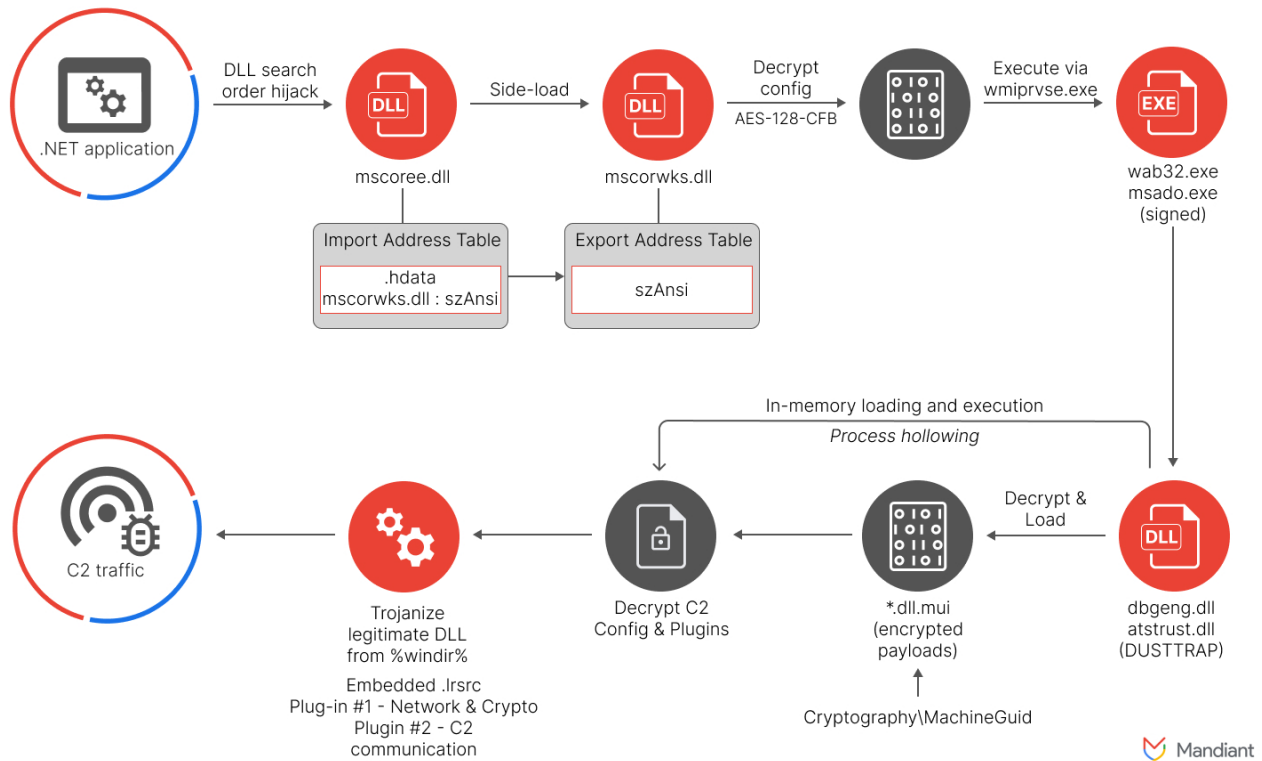 .NET application
DLL search
order hijack
DLL
mscoree.dll
Side-load
DLL
mscorwks.dll
Decrypt
config
AES-128-CFB
Execute via
wmiprvse.exe
EXE
wab32.exe
msado.exe
(signed)
Import Address Table
.hdata
mscorwks.dll : szAnsi
Export Address Table
szAnsi
In-memory loading and execution
Process hollowing
C2 traffic
Trojanize
legitimate DLL
from %windir%
Embedded .lrsrc
Plug-in #1 - Network & Crypto
Plugin #2 - C2
communication
Decrypt C2
Config & Plugins
*.dll.mui
(encrypted
payloads)
Cryptography\MachineGuid
Decrypt &
Load
DLL
dbgeng.dll
atstrust.dll
(DUSTTRAP)
Mandiant